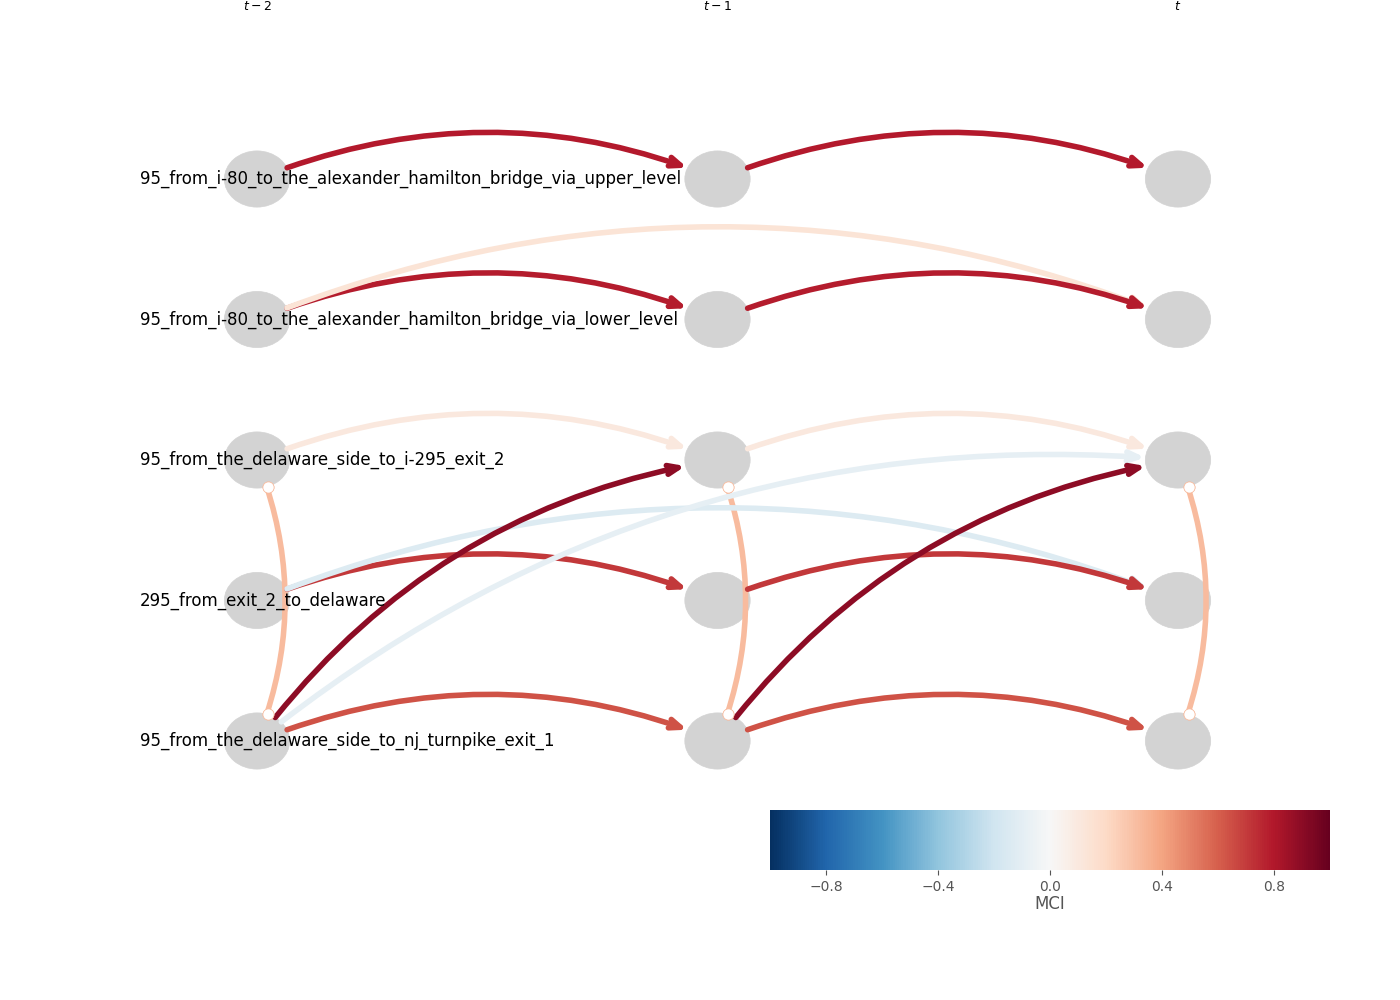 t − 2 t − 1 t
95_from_i-80_to_the_alexander_hamilton_bridge_via_upper_level
95_from_i-80_to_the_alexander_hamilton_bridge_via_lower_level
95_from_the_delaware_side_to_i-295_exit_2
295_from_exit_2_to_delaware
95_from_the_delaware_side_to_nj_turnpike_exit_1
−0.8 −0.4 0.0 0.4 0.8
MCI